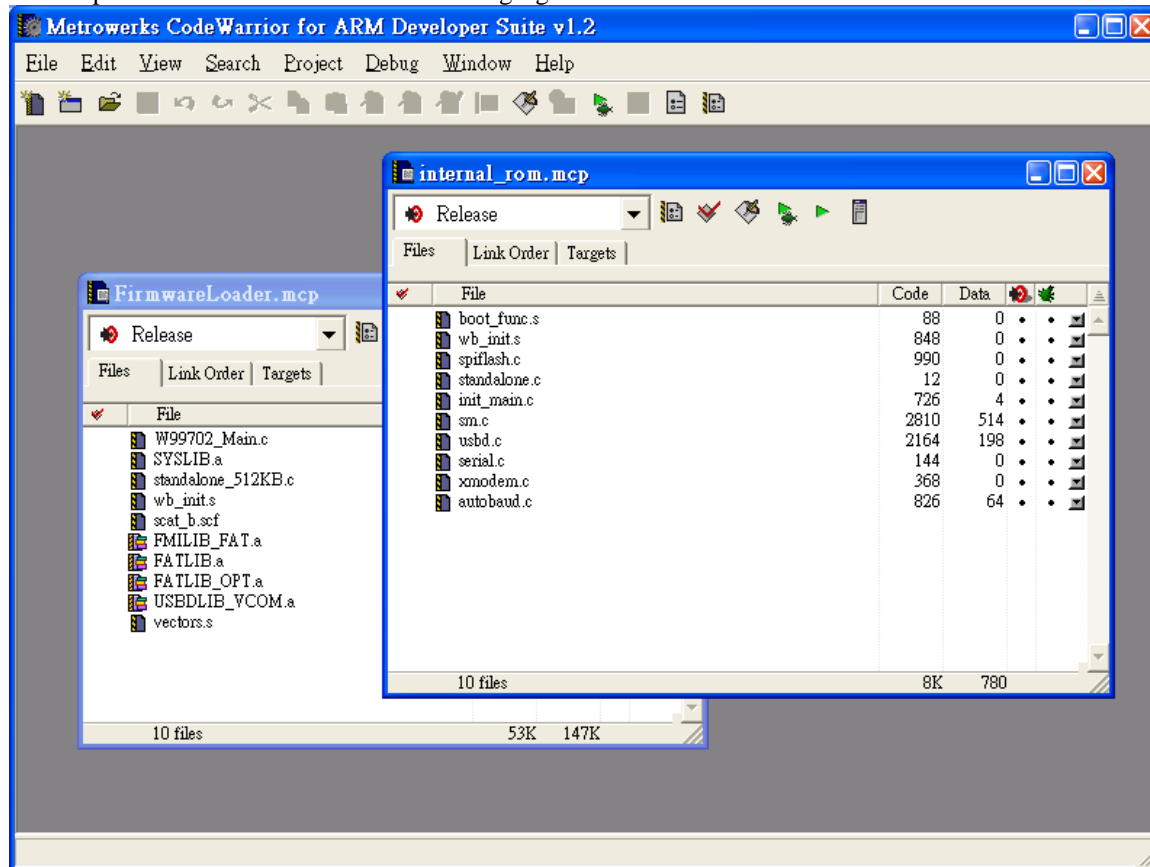 Metrowerks CodeWarrior for ARM Developer Suite v1.2
File Edit View Search Project Debug Window Help
internal_rom.mcp
Release
Files Link Order Targets
File Code Data
boot_func.s 88 0
wb_init.s 848 0
spiflash.c 990 0
standalone.c 12 0
init_main.c 726 4
sm.c 2810 514
usbd.c 2164 198
serial.c 144 0
xmodem.c 368 0
autobaud.c 826 64
10 files 8K 780
FirmwareLoader.mcp
Release
Files Link Order Targets
File
W99702_Main.c
SYSLIB.a
standalone_512KB.c
wb_init.s
scat_b.scf
FMILIB_FAT.a
FATLIB.a
FATLIB_OPT.a
USBDLIB_VCOM.a
vectors.s
10 files 53K 147K